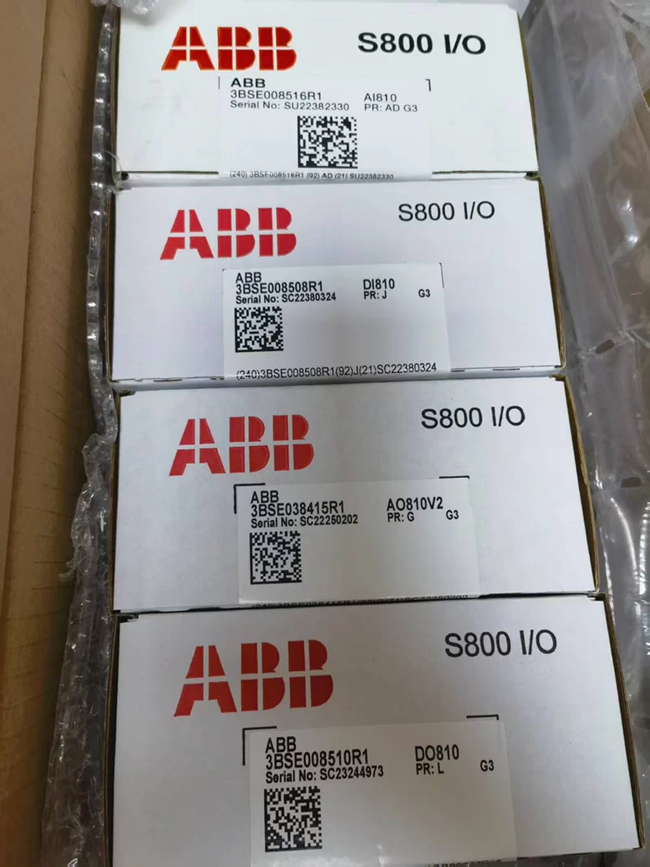 ABB S800 I/O
ABB
3BSE008516R1 AI810
Serial No: SU22382330 PR: AD G3
(240) 3BSE008516R1 (92) AD (21) SU22382330
ABB S800 I/O
ABB
3BSE008508R1 DI810
Serial No: SC22380324 PR: J G3
(240)3BSE008508R1(92)J(21)SC22380324
ABB S800 I/O
ABB
3BSE038415R1 AO810V2
Serial No: SC22250202 PR: G G3
ABB S800 I/O
ABB
3BSE008510R1 DO810
Serial No: SC23244973 PR: L G3